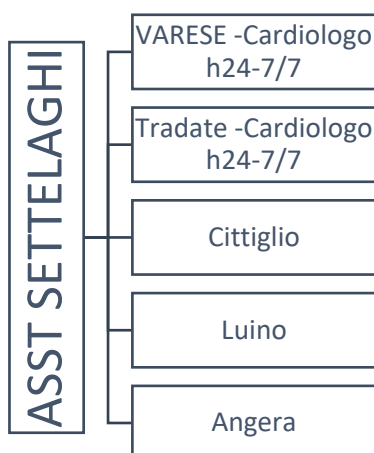 ASST SETTELAGHI
VARESE -Cardiologo
h24-7/7
Tradate -Cardiologo
h24-7/7
Cittiglio
Luino
Angera